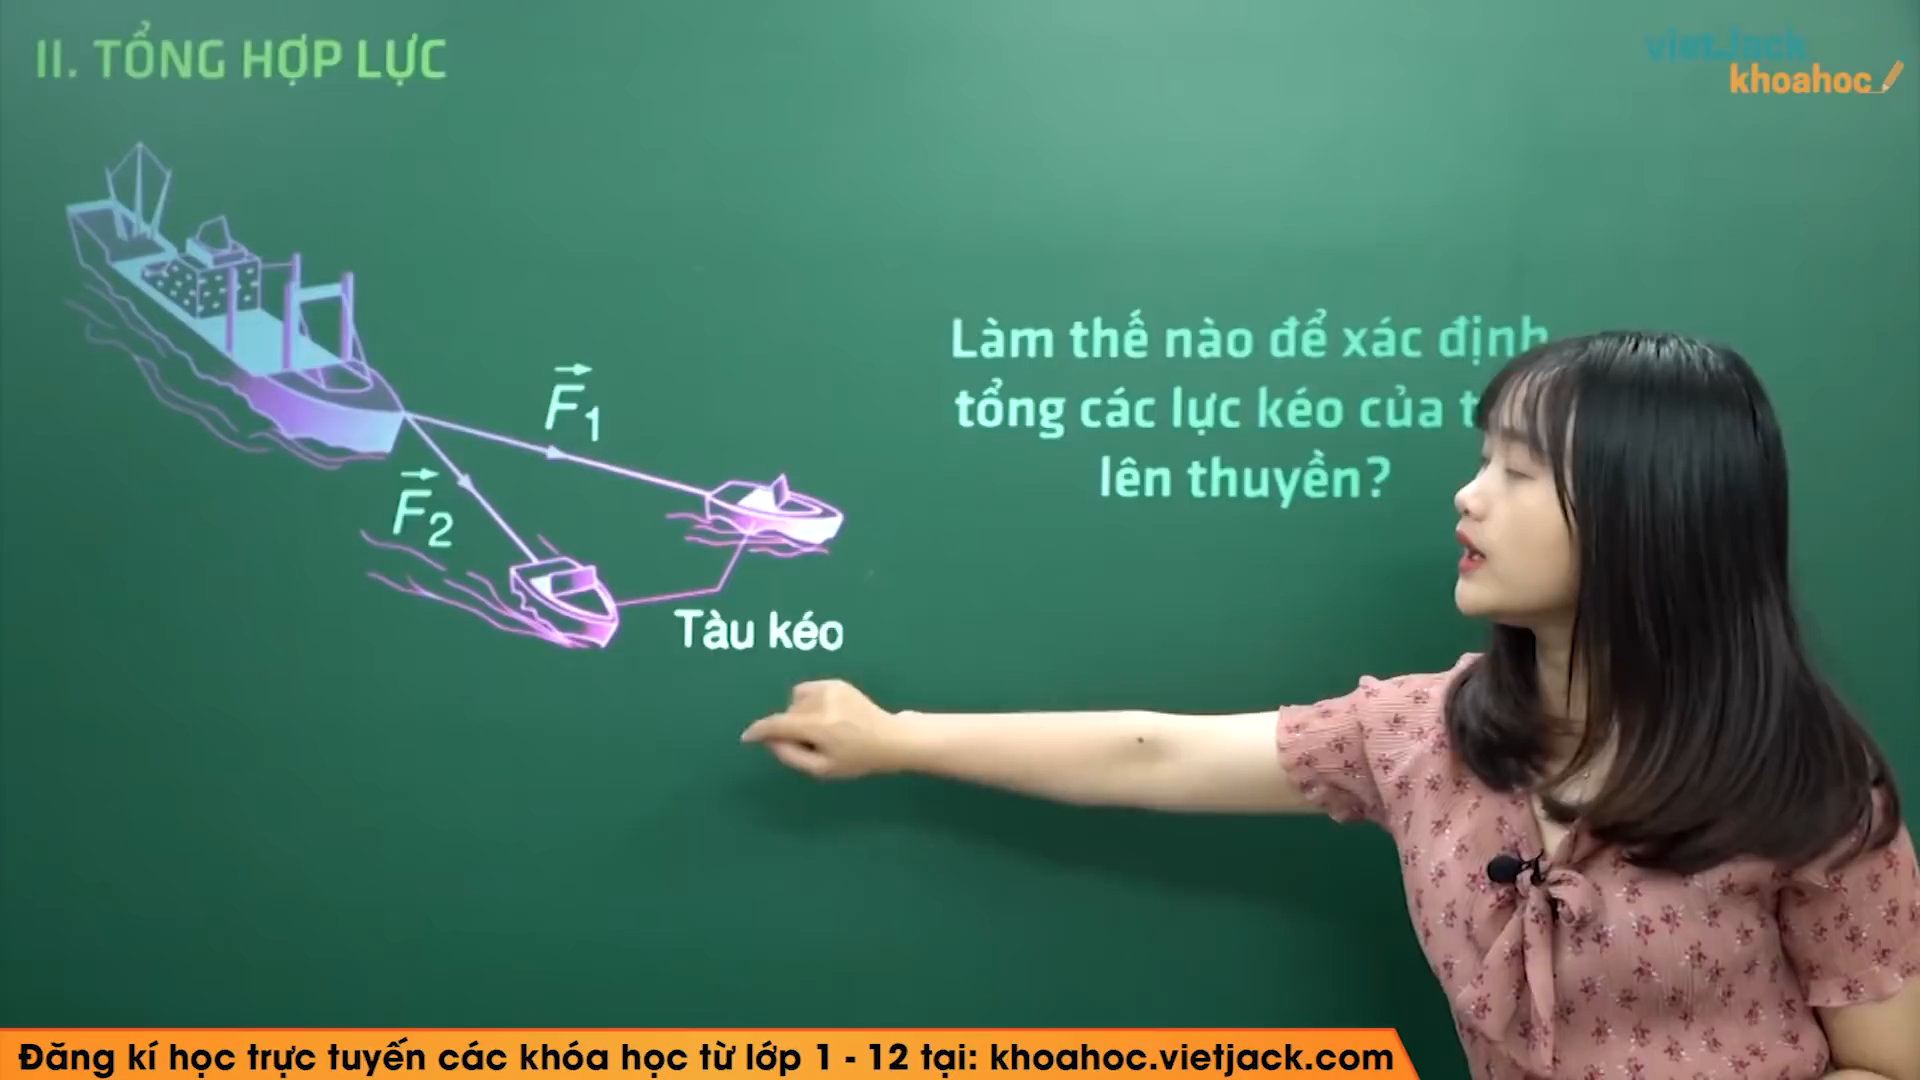 II. TỔNG HỢP LỰC
vietJack
khoahoc
Làm thế nào để xác định
tổng các lực kéo của
lên thuyền?
F₁
F₂
Tàu kéo
Đăng kí học trực tuyến các khóa học từ lớp 1 - 12 tại: khoahoc.vietjack.com